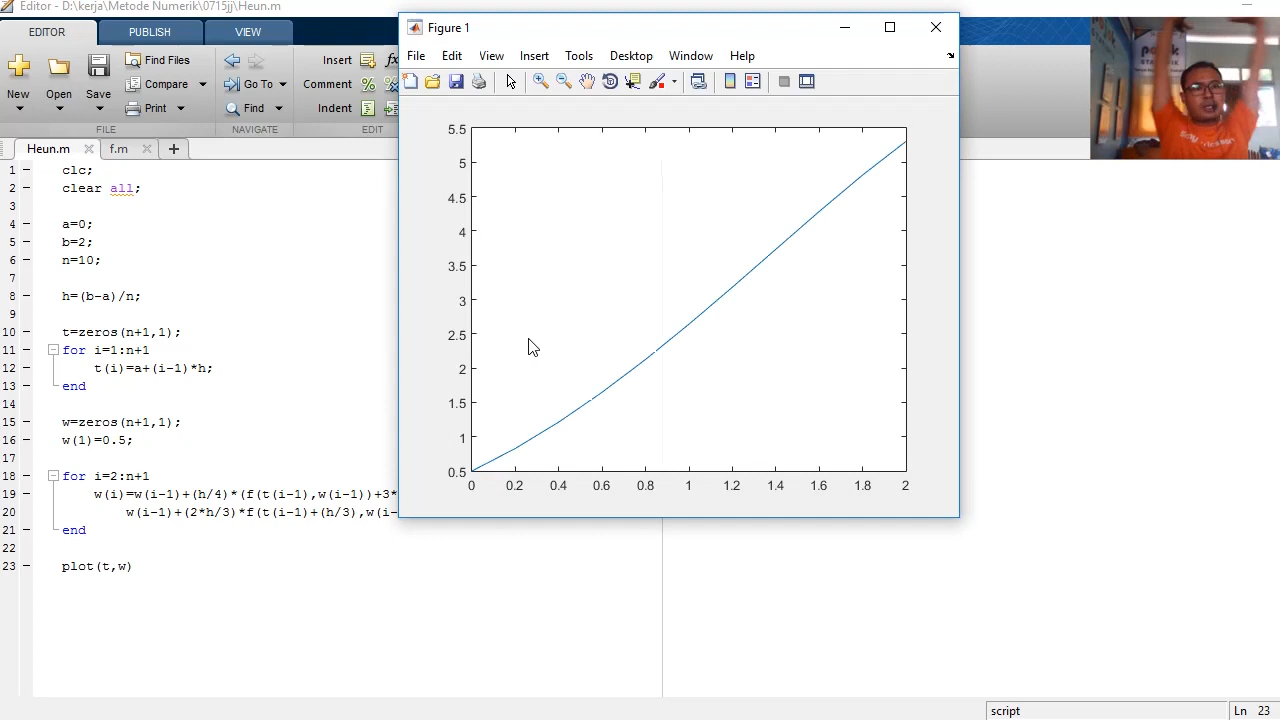 Editor - D:\kerja\Metode Numerik\0715jj\Heun.m
EDITOR PUBLISH VIEW
New Open Save
Find Files
Compare
Print
Go To
Find
Insert fx
Comment %
Indent
FILE NAVIGATE EDIT
Heun.m f.m
1 clc;
2 clear all;
3
4 a=0;
5 b=2;
6 n=10;
7
8 h=(b-a)/n;
9
10 t=zeros(n+1,1);
11 for i=1:n+1
12 t(i)=a+(i-1)*h;
13 end
14
15 w=zeros(n+1,1);
16 w(1)=0.5;
17
18 for i=2:n+1
19 w(i)=w(i-1)+(h/4)*(f(t(i-1),w(i-1))+3*
20 w(i-1)+(2*h/3)*f(t(i-1)+(h/3),w(i-
21 end
22
23 plot(t,w)
Figure 1
File Edit View Insert Tools Desktop Window Help
5.5
5
4.5
4
3.5
3
2.5
2
1.5
1
0.5
0 0.2 0.4 0.6 0.8 1 1.2 1.4 1.6 1.8 2
script Ln 23